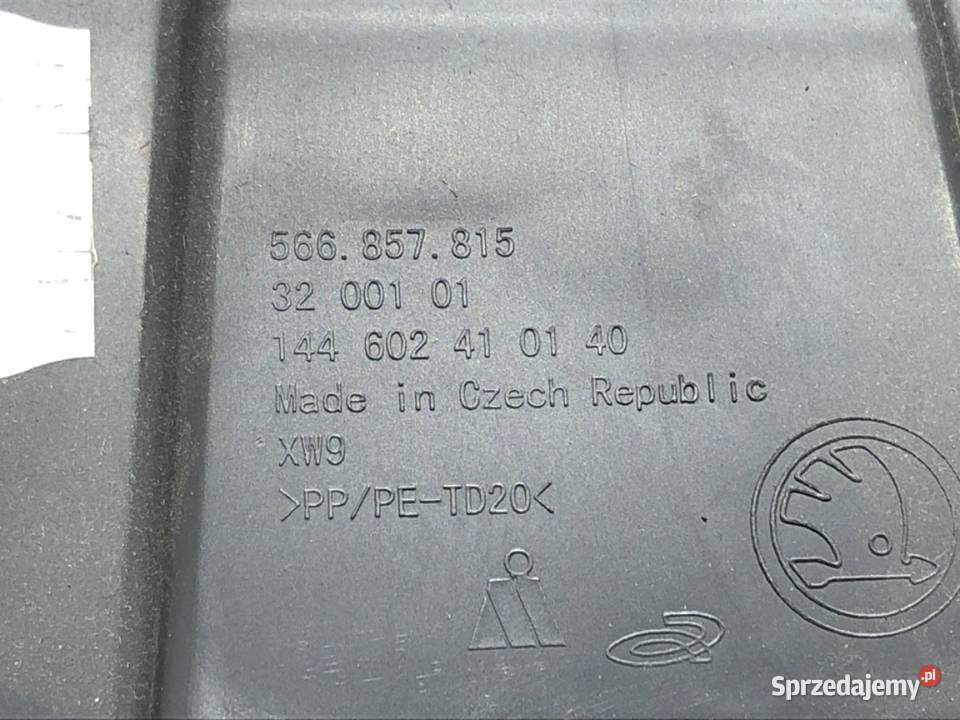 566.857.815
32 001 01
144 602 41 01 40
Made in Czech Republic
XW9
>PP/PE-TD20<
Sprzedajemy.pl